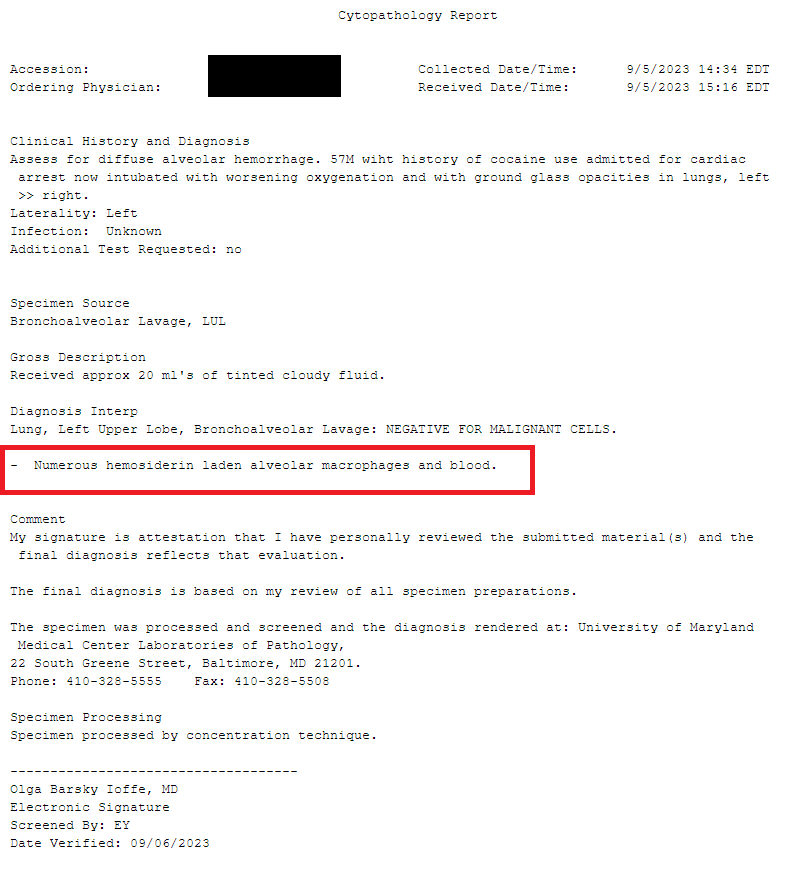 Cytopathology Report
Accession: Collected Date/Time: 9/5/2023 14:34 EDT
Ordering Physician: Received Date/Time: 9/5/2023 15:16 EDT
Clinical History and Diagnosis
Assess for diffuse alveolar hemorrhage. 57M wiht history of cocaine use admitted for cardiac
arrest now intubated with worsening oxygenation and with ground glass opacities in lungs, left
>> right.
Laterality: Left
Infection: Unknown
Additional Test Requested: no
Specimen Source
Bronchoalveolar Lavage, LUL
Gross Description
Received approx 20 ml's of tinted cloudy fluid.
Diagnosis Interp
Lung, Left Upper Lobe, Bronchoalveolar Lavage: NEGATIVE FOR MALIGNANT CELLS.
- Numerous hemosiderin laden alveolar macrophages and blood.
Comment
My signature is attestation that I have personally reviewed the submitted material(s) and the
final diagnosis reflects that evaluation.
The final diagnosis is based on my review of all specimen preparations.
The specimen was processed and screened and the diagnosis rendered at: University of Maryland
Medical Center Laboratories of Pathology,
22 South Greene Street, Baltimore, MD 21201.
Phone: 410-328-5555 Fax: 410-328-5508
Specimen Processing
Specimen processed by concentration technique.
------------------------------------
Olga Barsky Ioffe, MD
Electronic Signature
Screened By: EY
Date Verified: 09/06/2023